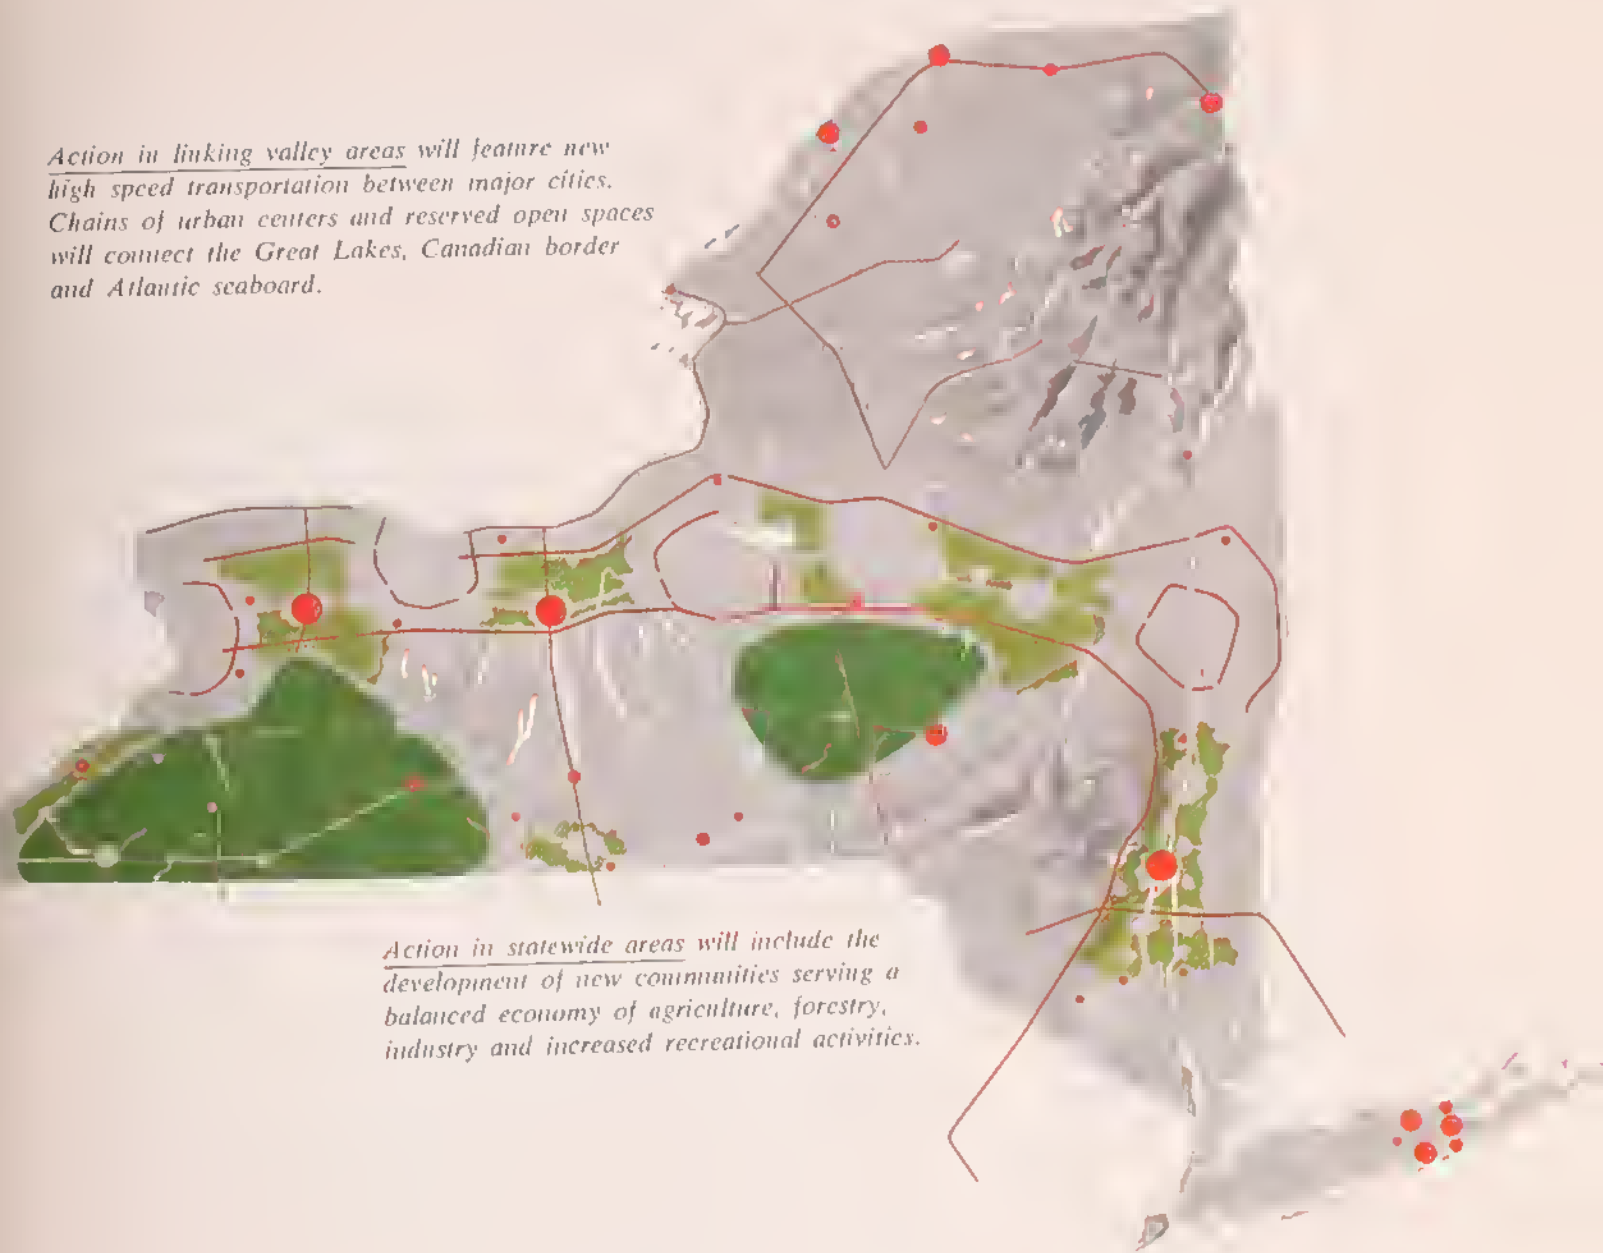 Action in linking valley areas will feature new
high speed transportation between major cities.
Chains of urban centers and reserved open spaces
will connect the Great Lakes, Canadian border
and Atlantic seaboard.
Action in statewide areas will include the
development of new communities serving a
balanced economy of agriculture, forestry,
industry and increased recreational activities.